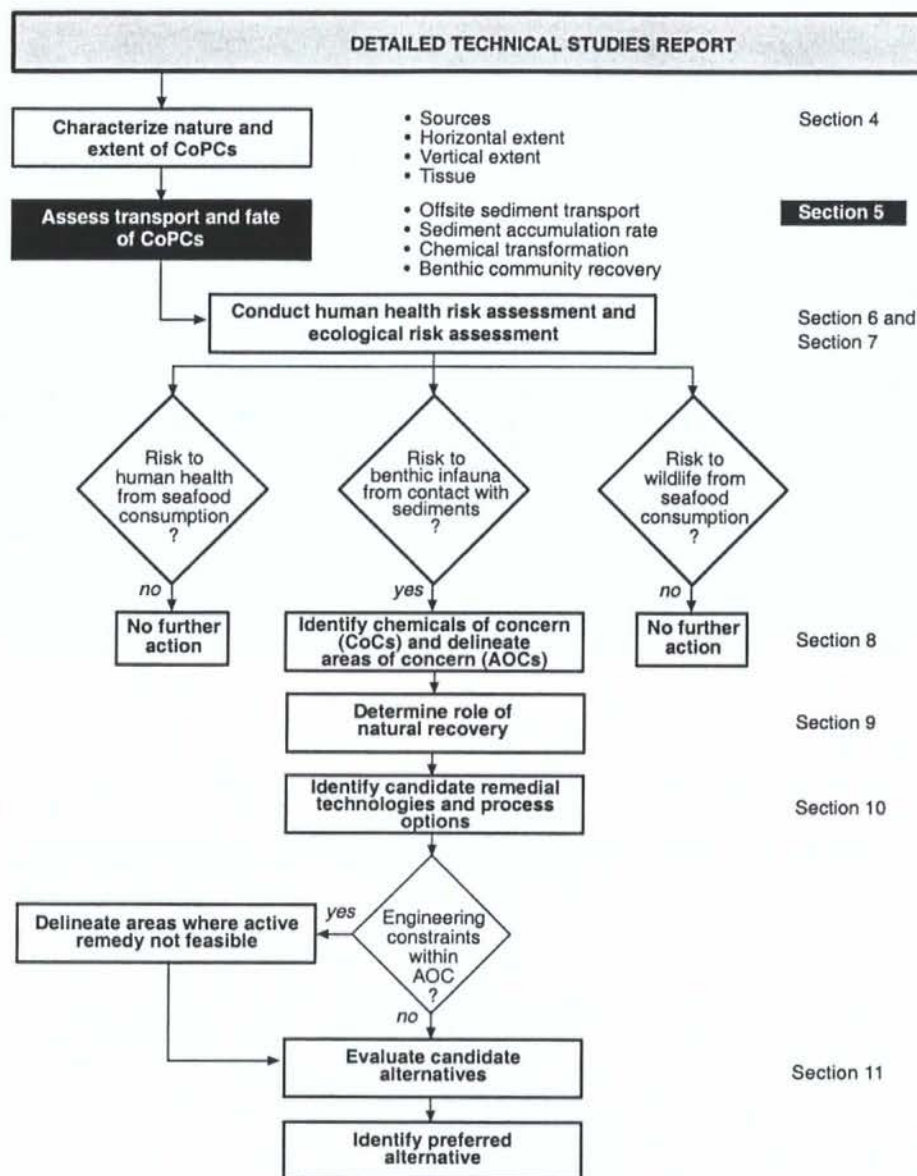 DETAILED TECHNICAL STUDIES REPORT
Characterize nature and
extent of CoPCs
• Sources
• Horizontal extent
• Vertical extent
• Tissue
Section 4
Assess transport and fate
of CoPCs
• Offsite sediment transport
• Sediment accumulation rate
• Chemical transformation
• Benthic community recovery
Section 5
Conduct human health risk assessment and
ecological risk assessment
Section 6 and
Section 7
Risk to
human health
from seafood
consumption
?
Risk to
benthic infauna
from contact with
sediments
?
Risk to
wildlife from
seafood
consumption
?
no
yes
no
No further
action
Identify chemicals of concern
(CoCs) and delineate
areas of concern (AOCs)
No further
action
Section 8
Determine role of
natural recovery
Section 9
Identify candidate remedial
technologies and process
options
Section 10
Delineate areas where active
remedy not feasible
yes
Engineering
constraints
within
AOC
?
no
Evaluate candidate
alternatives
Section 11
Identify preferred
alternative